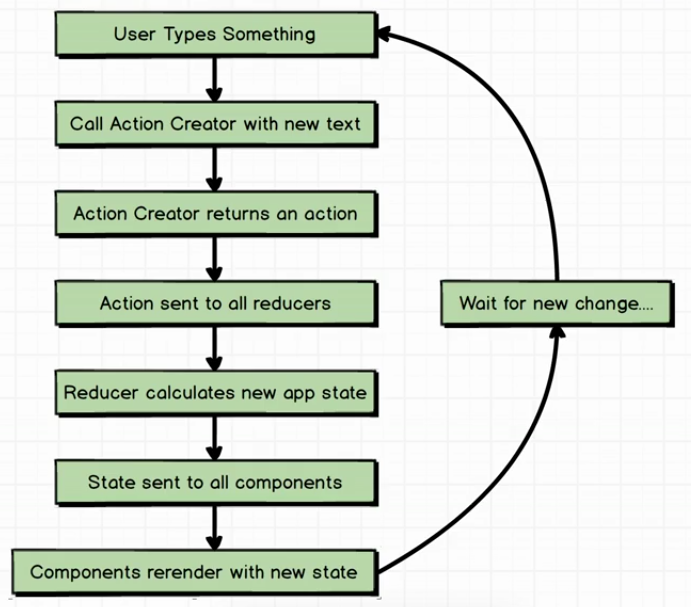 User Types Something
Call Action Creator with new text
Action Creator returns an action
Action sent to all reducers
Wait for new change....
Reducer calculates new app state
State sent to all components
Components rerender with new state